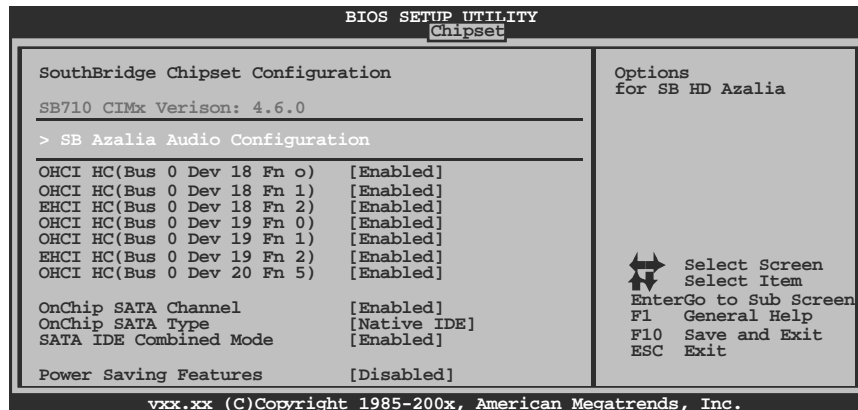 BIOS SETUP UTILITY
Chipset
SouthBridge Chipset Configuration
SB710 CIMx Verison: 4.6.0
> SB Azalia Audio Configuration
OHCI HC(Bus 0 Dev 18 Fn o) [Enabled]
OHCI HC(Bus 0 Dev 18 Fn 1) [Enabled]
EHCI HC(Bus 0 Dev 18 Fn 2) [Enabled]
OHCI HC(Bus 0 Dev 19 Fn 0) [Enabled]
OHCI HC(Bus 0 Dev 19 Fn 1) [Enabled]
EHCI HC(Bus 0 Dev 19 Fn 2) [Enabled]
OHCI HC(Bus 0 Dev 20 Fn 5) [Enabled]
OnChip SATA Channel [Enabled]
OnChip SATA Type [Native IDE]
SATA IDE Combined Mode [Enabled]
Power Saving Features [Disabled]
Options
for SB HD Azalia
Select Screen
Select Item
EnterGo to Sub Screen
F1 General Help
F10 Save and Exit
ESC Exit
vxx.xx (C)Copyright 1985-200x, American Megatrends, Inc.